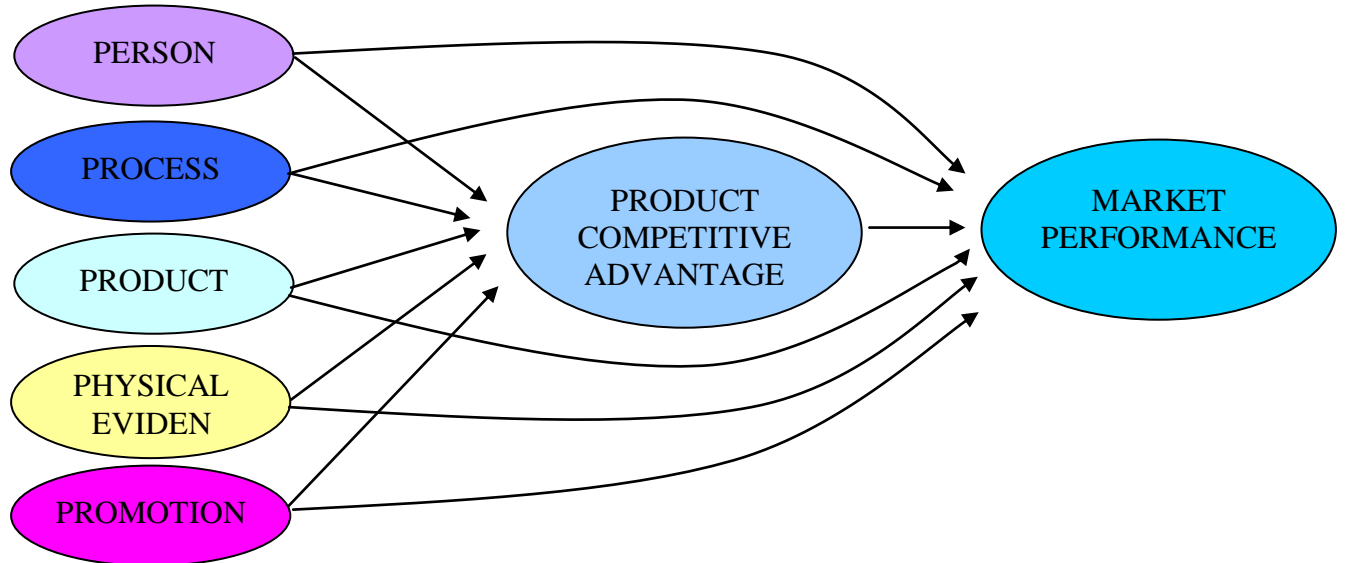 PERSON
PROCESS
PRODUCT
PHYSICAL
EVIDEN
PROMOTION
PRODUCT
COMPETITIVE
ADVANTAGE
MARKET
PERFORMANCE